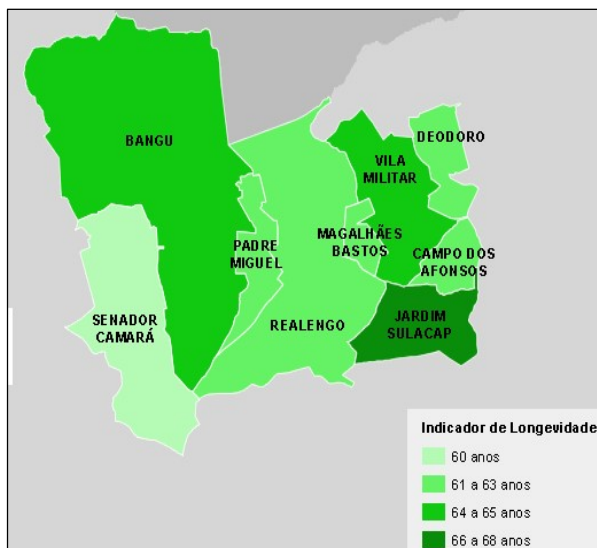 BANGU
DEODORO
VILA
MILITAR
PADRE
MIGUEL
MAGALHÃES
BASTOS
CAMPO DOS
AFONSOS
SENADOR
CAMARÁ
REALENGO
JARDIM
SULACAP
Indicador de Longevidade
60 anos
61 a 63 anos
64 a 65 anos
66 a 68 anos